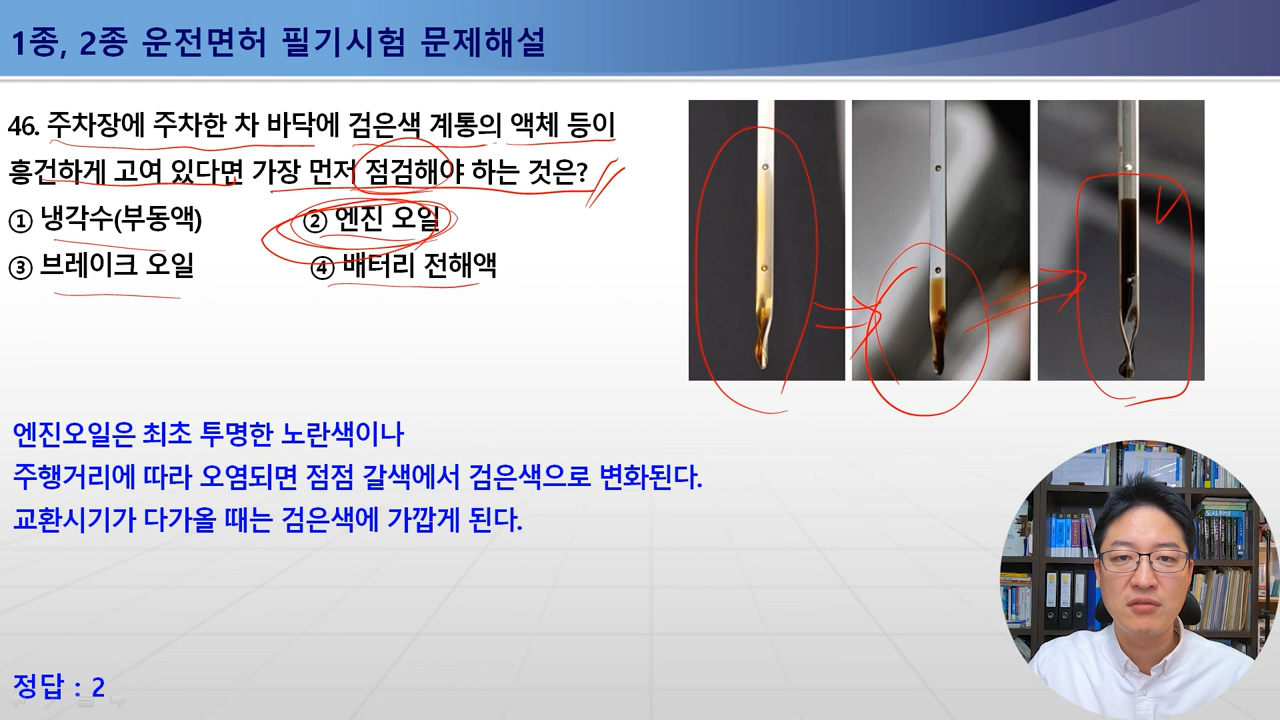 1종, 2종 운전면허 필기시험 문제해설
46. 주차장에 주차한 차 바닥에 검은색 계통의 액체 등이
흥건하게 고여 있다면 가장 먼저 점검해야 하는 것은?
① 냉각수(부동액) ② 엔진 오일
③ 브레이크 오일 ④ 배터리 전해액
엔진오일은 최초 투명한 노란색이나
주행거리에 따라 오염되면 점점 갈색에서 검은색으로 변화된다.
교환시기가 다가올 때는 검은색에 가깝게 된다.
정답 : 2